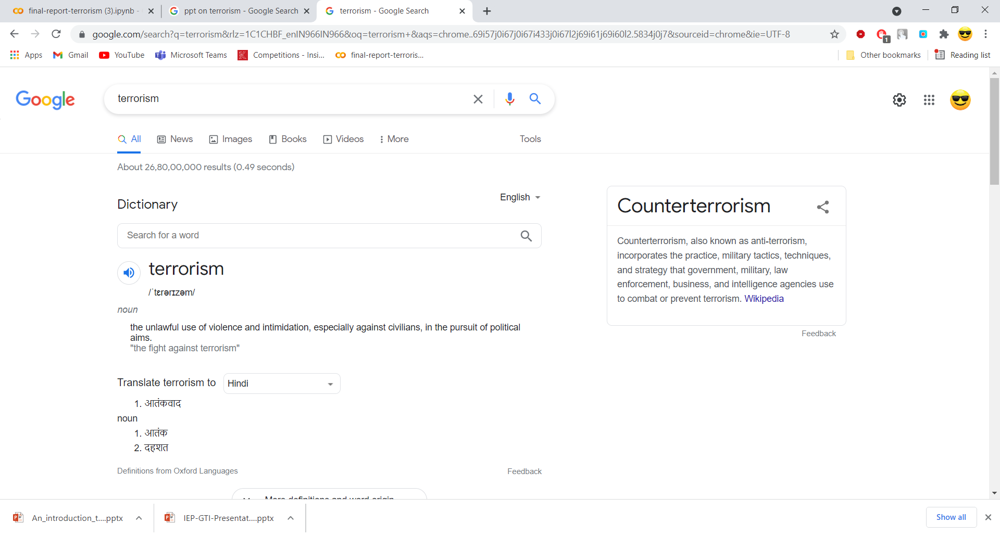 final-report-terrorism (3).ipynb -
ppt on terrorism - Google Search
terrorism - Google Search
google.com/search?q=terrorism&rlz=1C1CHBF_enIN966IN966&oq=terrorism+&aqs=chrome..69i57j0i67j0i67i433j0i67l2j69i61j69i60l2.5834j0j7&sourceid=chrome&ie=UTF-8
1
Apps
Gmail
YouTube
Microsoft Teams
Competitions - Insi...
final-report-terroris...
Other bookmarks
Reading list
Google
terrorism
All
News
Images
Books
Videos
More
Tools
About 26,80,00,000 results (0.49 seconds)
Dictionary
English
Search for a word
terrorism
/ˈtɛrərɪzəm/
noun
the unlawful use of violence and intimidation, especially against civilians, in the pursuit of political
aims.
"the fight against terrorism"
Translate terrorism to
Hindi
1. आतंकवाद
noun
1. आतंक
2. दहशत
Definitions from Oxford Languages
Feedback
More definitions and word origin
Counterterrorism
Counterterrorism, also known as anti-terrorism,
incorporates the practice, military tactics, techniques,
and strategy that government, military, law
enforcement, business, and intelligence agencies use
to combat or prevent terrorism. Wikipedia
Feedback
An_introduction_t....pptx
IEP-GTI-Presentat....pptx
Show all